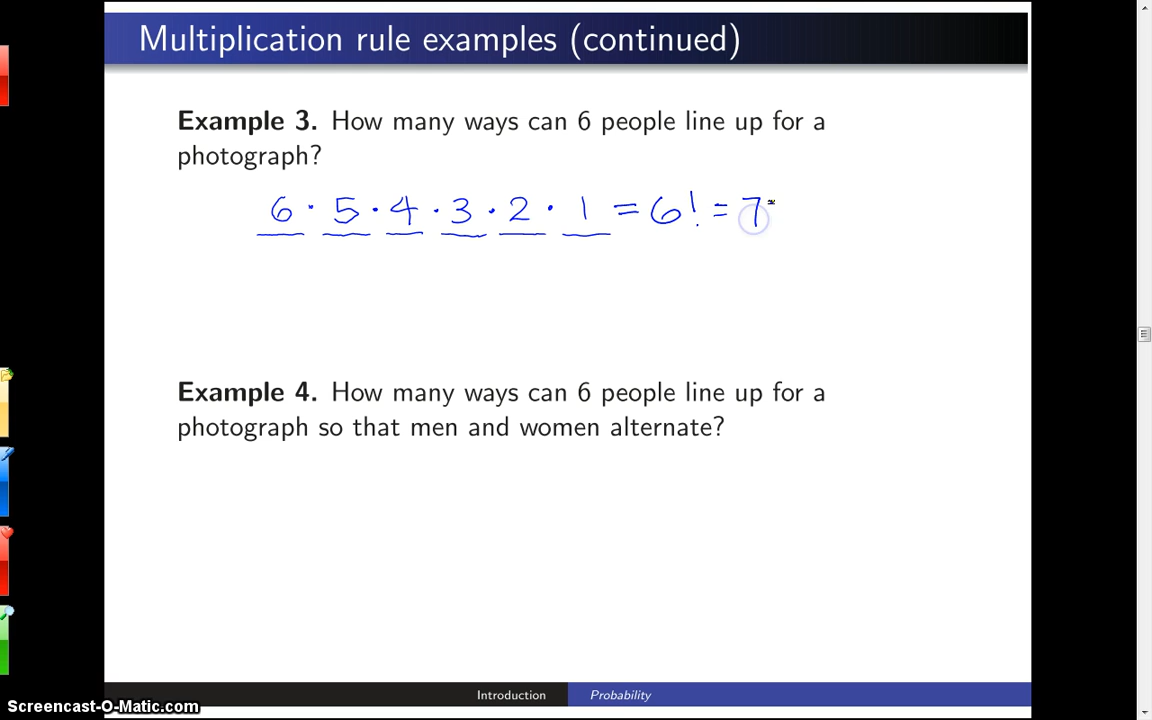 Multiplication rule examples (continued)
Example 3. How many ways can 6 people line up for a
photograph?
6 · 5 · 4 · 3 · 2 · 1 = 6! = 7
Example 4. How many ways can 6 people line up for a
photograph so that men and women alternate?
Introduction Probability
Screencast-O-Matic.com